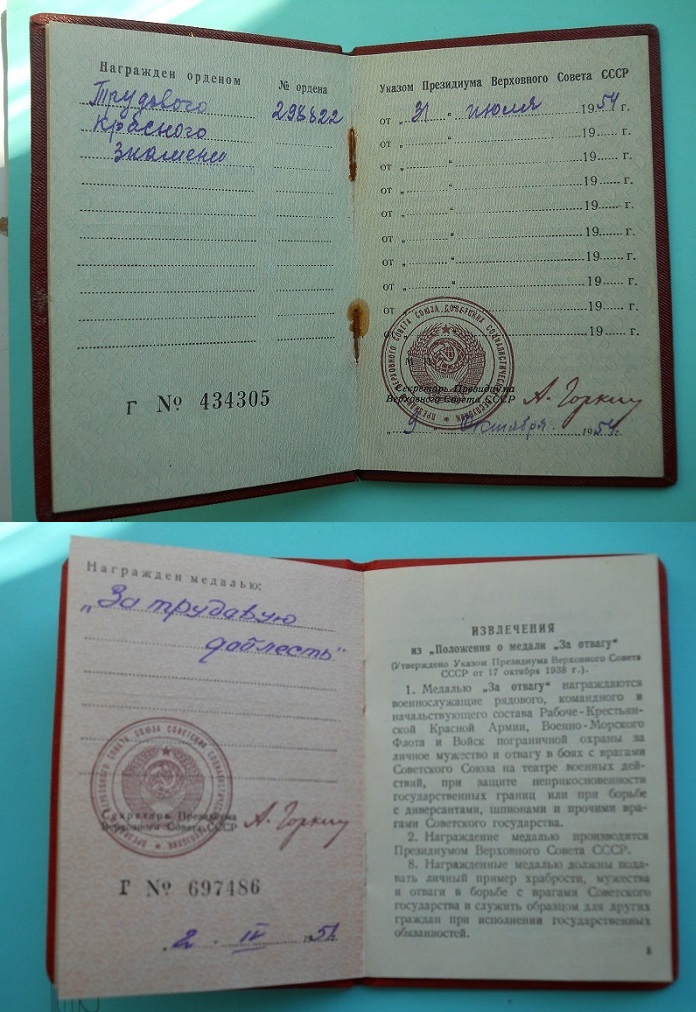 Награжден орденом
№ ордена
Трудового
298822
Красного
Знамени
Г № 434305
Указом Президиума Верховного Совета СССР
от „ 31 " июля 1954 г.
от „ " 19 г.
от „ " 19 г.
от „ " 19 г.
от „ " 19 г.
от „ " 19 г.
от „ " 19 г.
от „ " 19 г.
от „ " 19 г.
от „ " 19 г.
Секретарь Президиума
Верховного Совета СССР
А. Горкин
„ 9 " Октября 1954 г.
Награжден медалью:
„За трудавую
даблесть"
Секретарь Президиума
Верховного Совета СССР
А. Горкин
Г № 697486
2 IV
ИЗВЛЕЧЕНИЯ
из „Положения о медали „За отвагу"
(Утверждено Указом Президиума Верховного Совета
СССР от 17 октября 1938 г.).
1. Медалью „За отвагу" награждаются
военнослужащие рядового, командного и
начальствующего состава Рабоче-Крестьян-
ской Красной Армии, Военно-Морского
Флота и Войск пограничной охраны за
личное мужество и отвагу в боях с врагами
Советского Союза на театре военных дей-
ствий, при защите неприкосновенности
государственных границ или при борьбе
с диверсантами, шпионами и прочими вра-
гами Советского государства.
2. Награждение медалью производится
Президиумом Верховного Совета СССР.
8. Награжденные медалью должны пода-
вать личный пример храбрости, мужества
и отваги в борьбе с врагами Советского
государства и служить образцом для других
граждан при исполнении государственных
обязанностей.